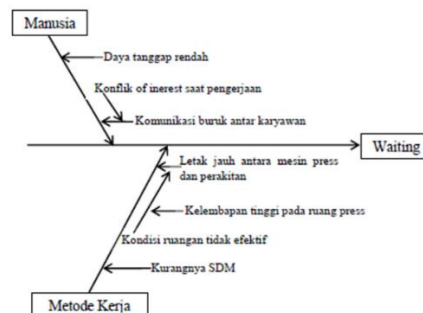 Manusia
Daya tanggap rendah
Konflik of inerest saat pengerjaan
Komunikasi buruk antar karyawan
Waiting
Letak jauh antara mesin press
dan perakitan
Kelembapan tinggi pada ruang press
Kondisi ruangan tidak efektif
Kurangnya SDM
Metode Kerja